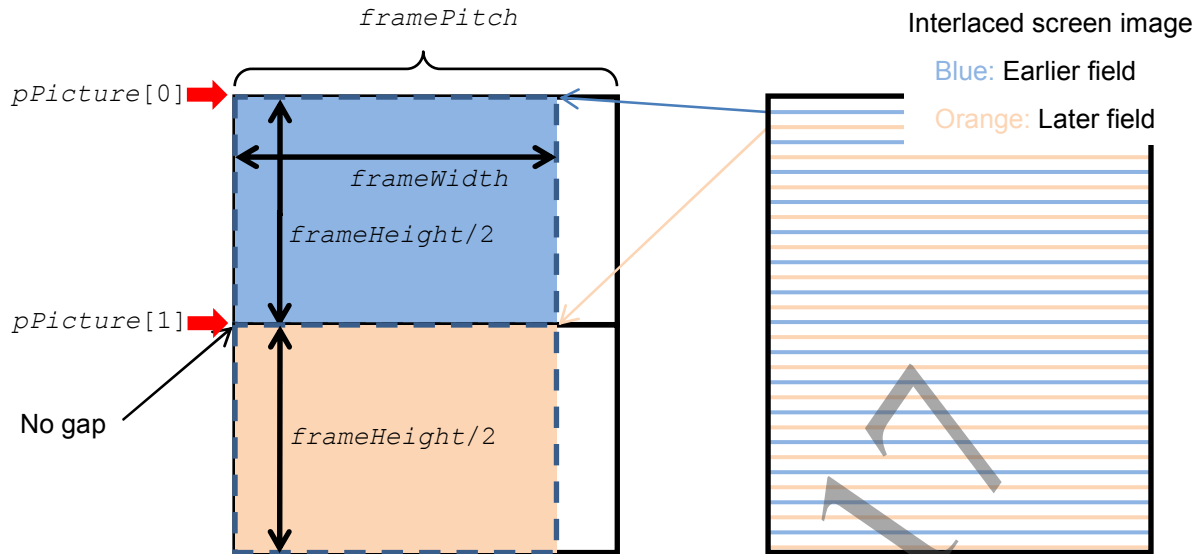 framePitch
Interlaced screen image
Blue: Earlier field
Orange: Later field
pPicture[0]
frameWidth
frameHeight/2
pPicture[1]
No gap
frameHeight/2
17